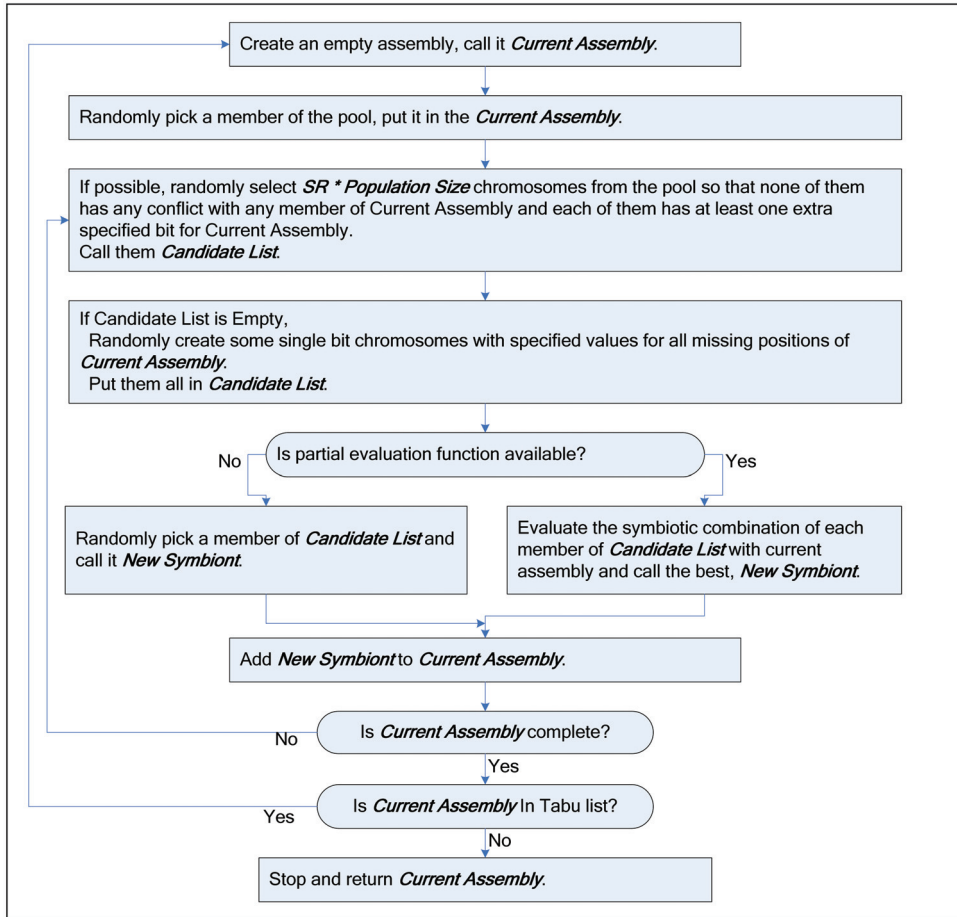 Create an empty assembly, call it Current Assembly.
Randomly pick a member of the pool, put it in the Current Assembly.
If possible, randomly select SR * Population Size chromosomes from the pool so that none of them
has any conflict with any member of Current Assembly and each of them has at least one extra
specified bit for Current Assembly.
Call them Candidate List.
If Candidate List is Empty,
Randomly create some single bit chromosomes with specified values for all missing positions of
Current Assembly.
Put them all in Candidate List.
Is partial evaluation function available?
No
Yes
Randomly pick a member of Candidate List and
call it New Symbiont.
Evaluate the symbiotic combination of each
member of Candidate List with current
assembly and call the best, New Symbiont.
Add New Symbiont to Current Assembly.
Is Current Assembly complete?
No
Yes
Is Current Assembly In Tabu list?
Yes
No
Stop and return Current Assembly.